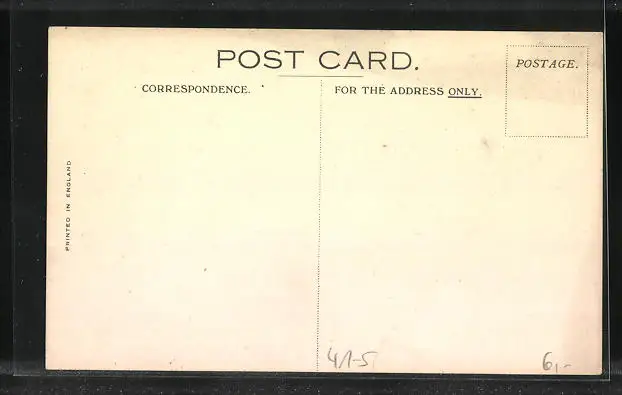 POST CARD.
POSTAGE.
CORRESPONDENCE.
FOR THE ADDRESS ONLY.
PRINTED IN ENGLAND
41-5
6,-